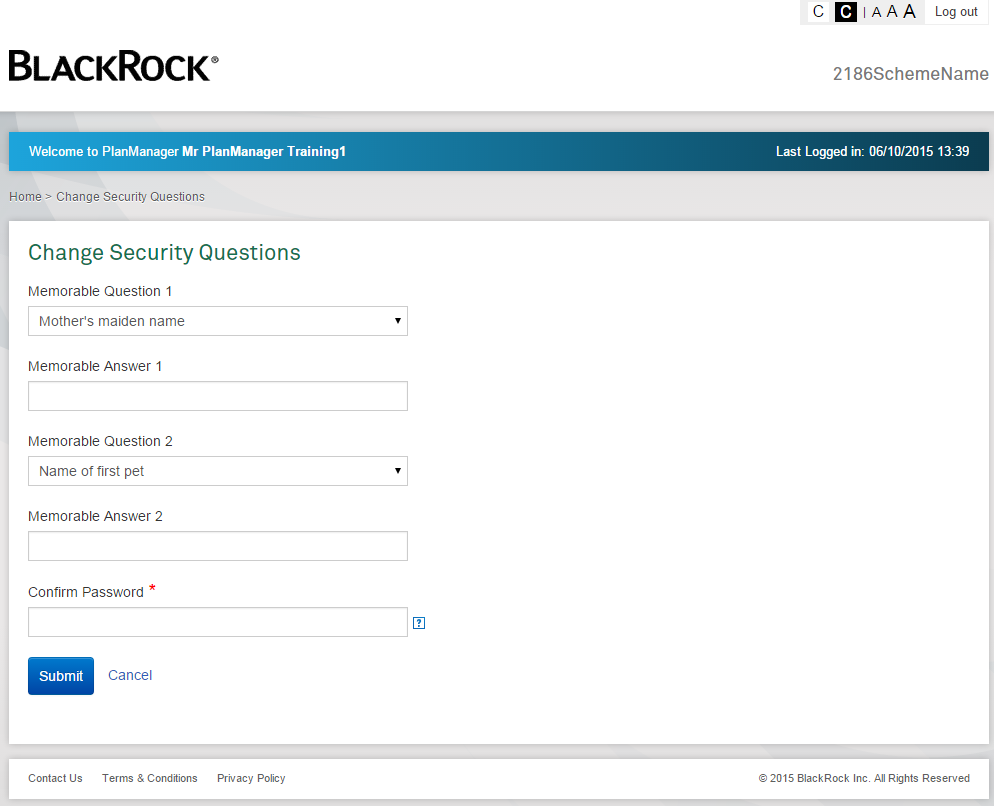 C C | A A A Log out
BLACKROCK®
2186SchemeName
Welcome to PlanManager Mr PlanManager Training1 Last Logged in: 06/10/2015 13:39
Home > Change Security Questions
Change Security Questions
Memorable Question 1
Mother's maiden name
Memorable Answer 1
Memorable Question 2
Name of first pet
Memorable Answer 2
Confirm Password *
?
Submit Cancel
Contact Us Terms & Conditions Privacy Policy © 2015 BlackRock Inc. All Rights Reserved